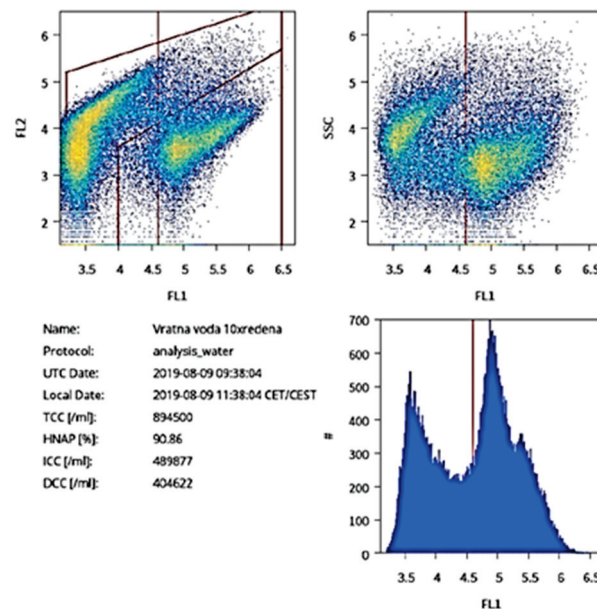 6
5
4
3
2
FL2
3.5 4 4.5 5 5.5 6 6.5
FL1
6
5
4
3
2
SSC
3.5 4 4.5 5 5.5 6 6.5
FL1
Name: Vratna voda 10xredena
Protocol: analysis_water
UTC Date: 2019-08-09 09:38:04
Local Date: 2019-08-09 11:38:04 CET/CEST
TCC [/ml]: 894500
HNAP [%]: 90.86
ICC [/ml]: 489877
DCC [/ml]: 404622
700
600
500
400
300
200
100
0
#
3.5 4 4.5 5 5.5 6 6.5
FL1